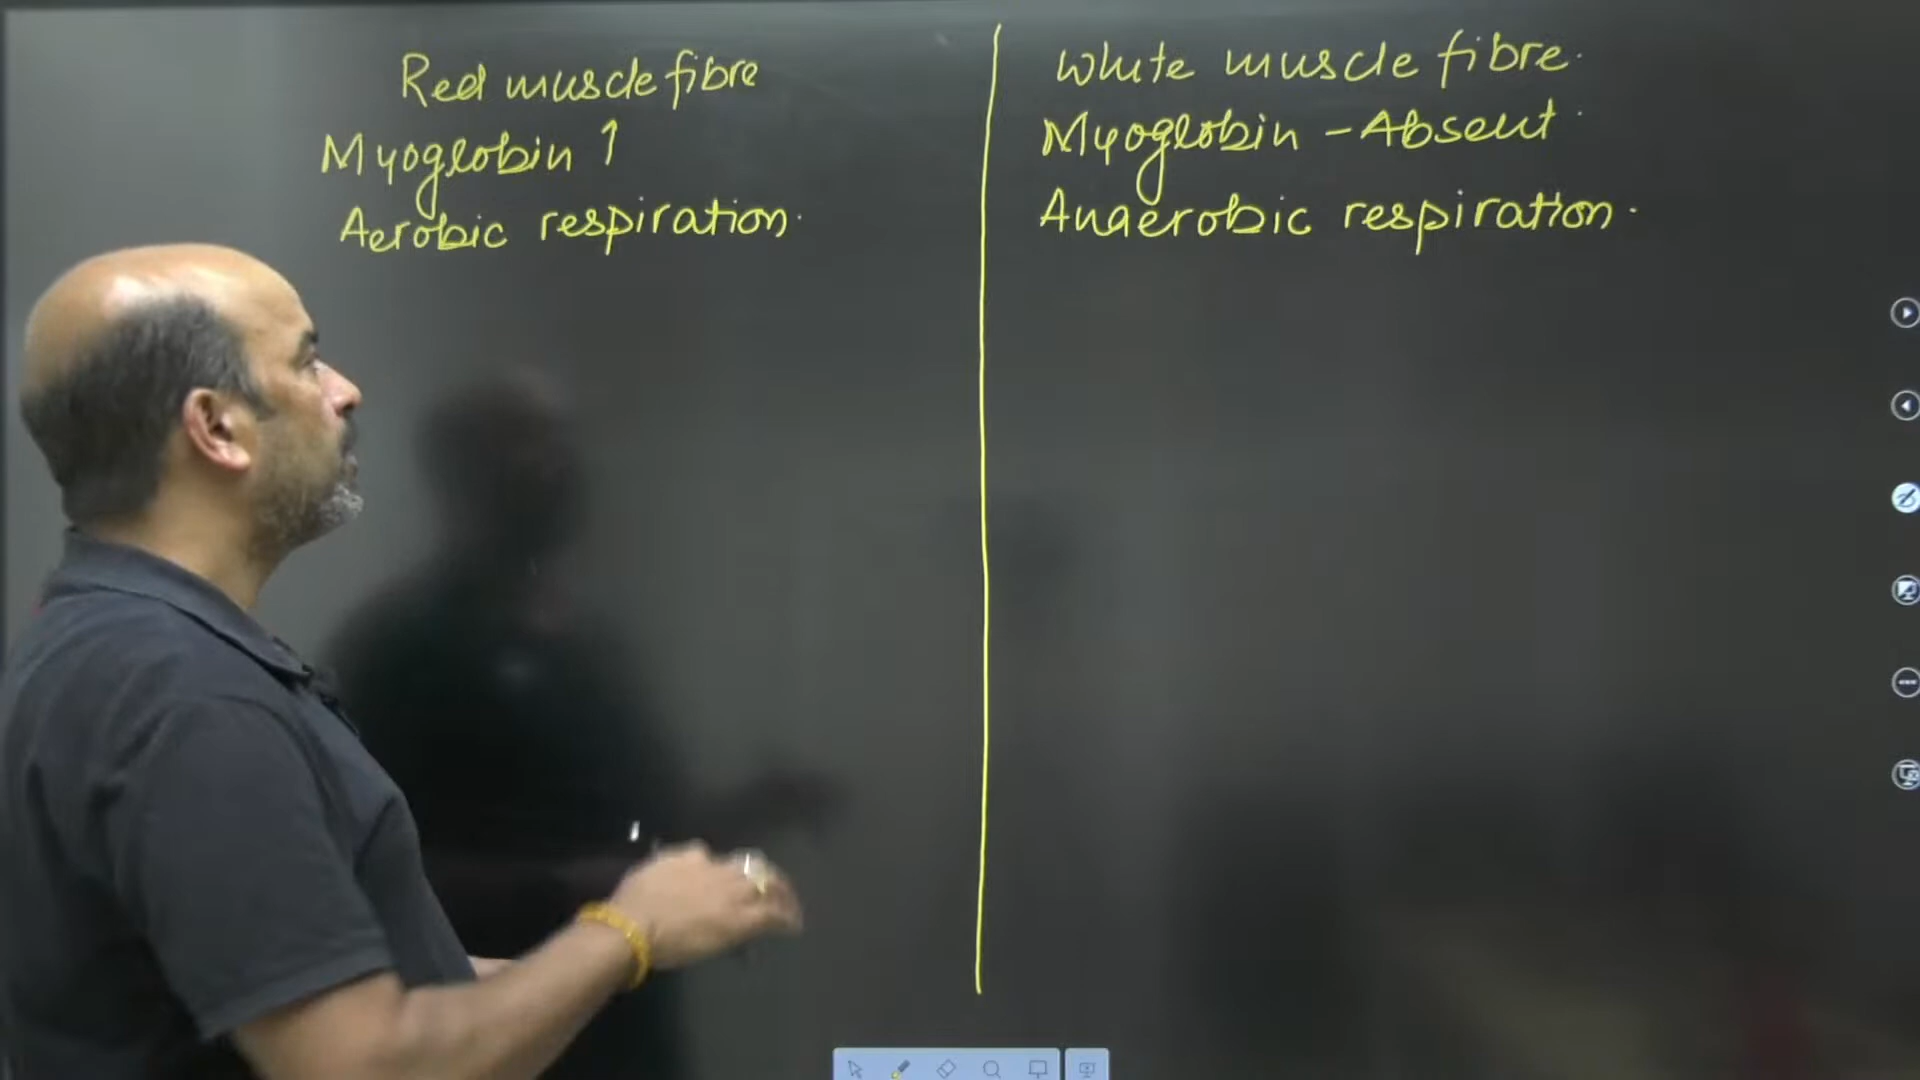 Red muscle fibre
Myoglobin ↑
Aerobic respiration.
White muscle fibre.
Myoglobin - Absent
Anaerobic respiration.